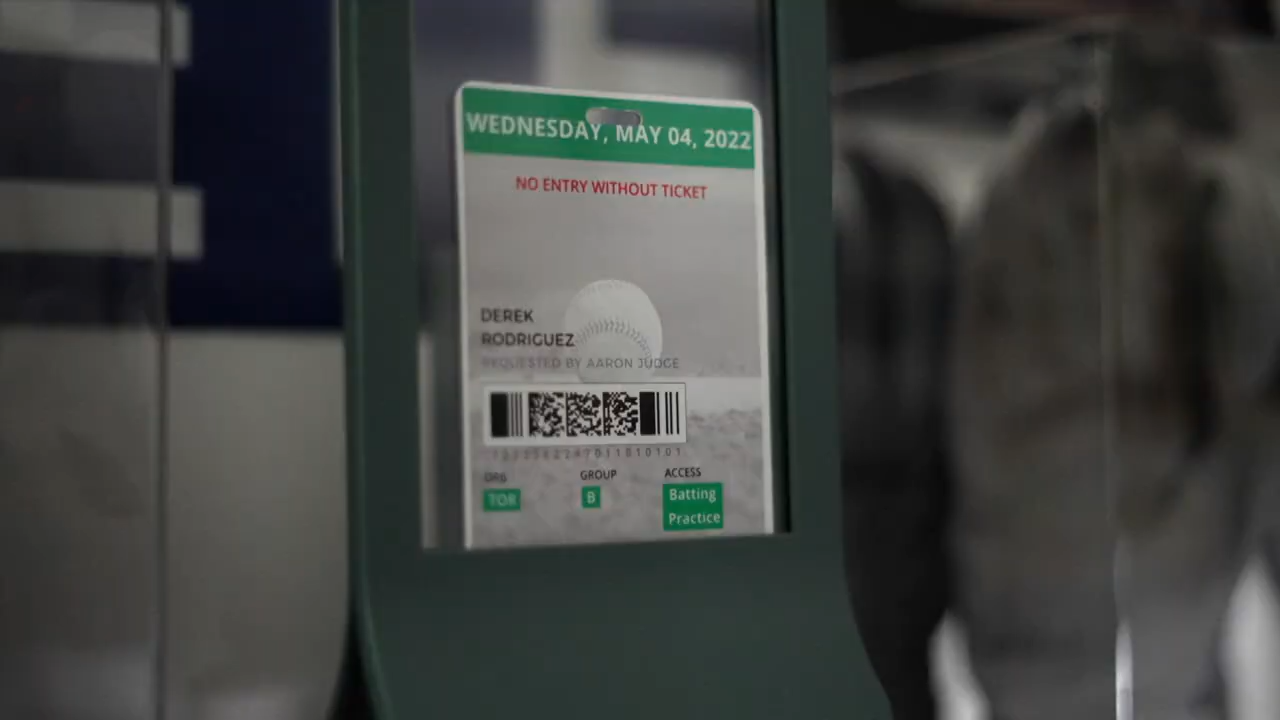 WEDNESDAY, MAY 04, 2022
NO ENTRY WITHOUT TICKET
DEREK
RODRIGUEZ
REQUESTED BY AARON JUDGE
ORG GROUP ACCESS
TOR B Batting
Practice